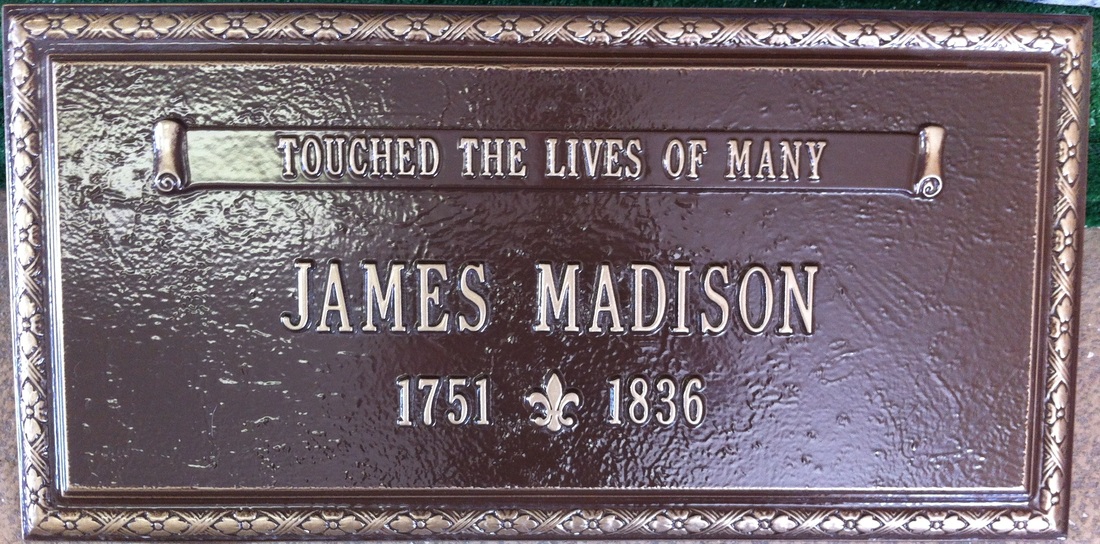 TOUCHED THE LIVES OF MANY
JAMES MADISON
1751 ⚜ 1836